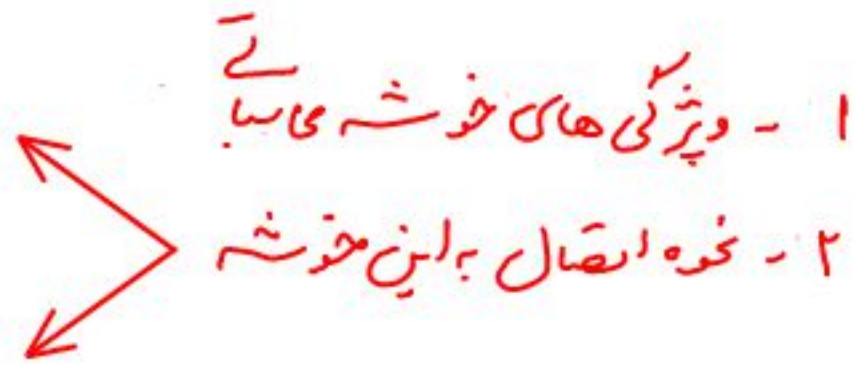 ۱ - ویژگی های خوشه محاسباتی
۲ - نحوه اتصال به این خوشه